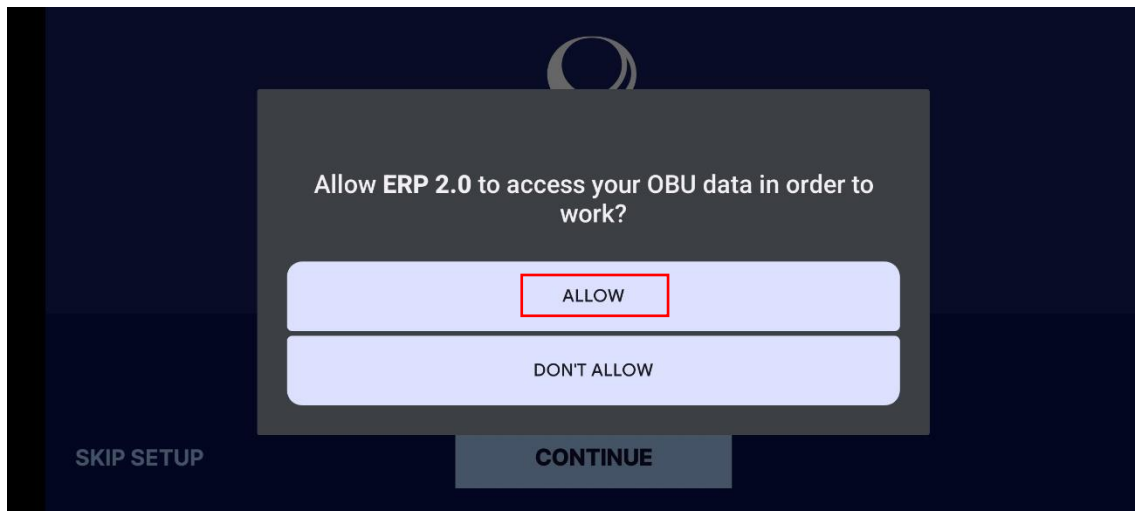 Allow ERP 2.0 to access your OBU data in order to
work?
ALLOW
DON'T ALLOW
SKIP SETUP
CONTINUE